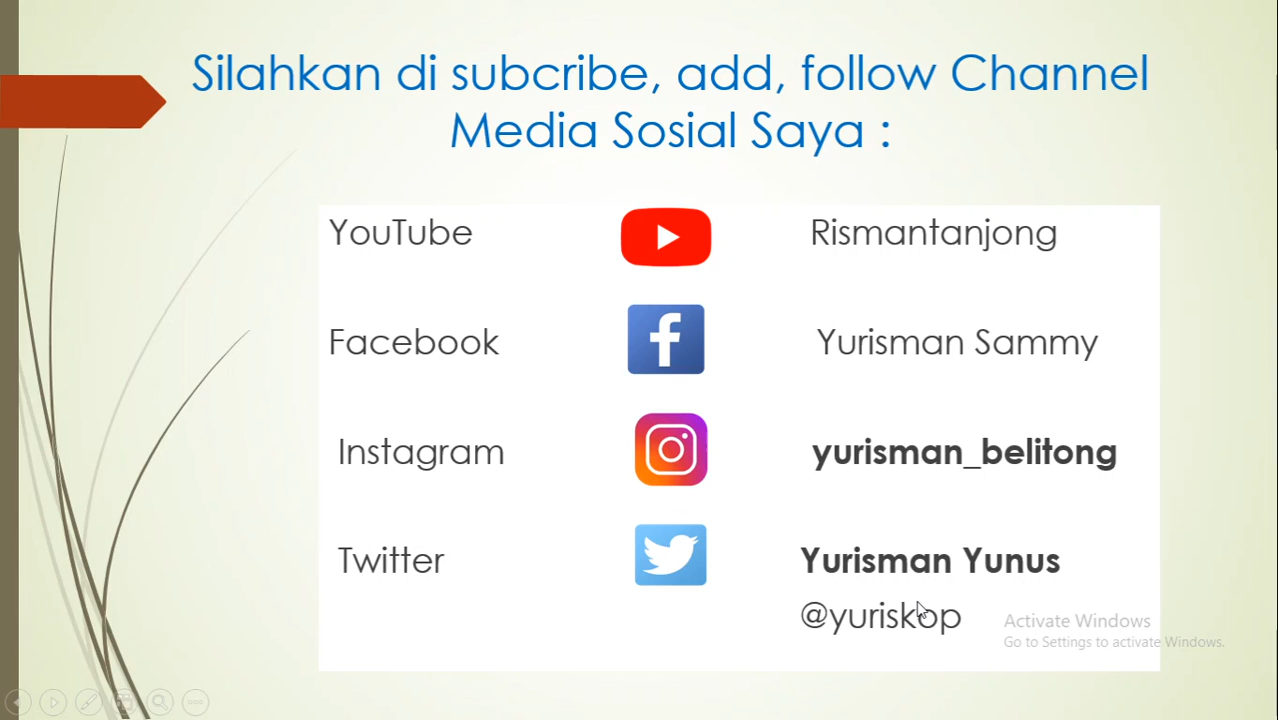 Silahkan di subcribe, add, follow Channel
Media Sosial Saya :
YouTube Rismantanjong
Facebook Yurisman Sammy
Instagram yurisman_belitong
Twitter Yurisman Yunus
@yuriskop
Activate Windows
Go to Settings to activate Windows.